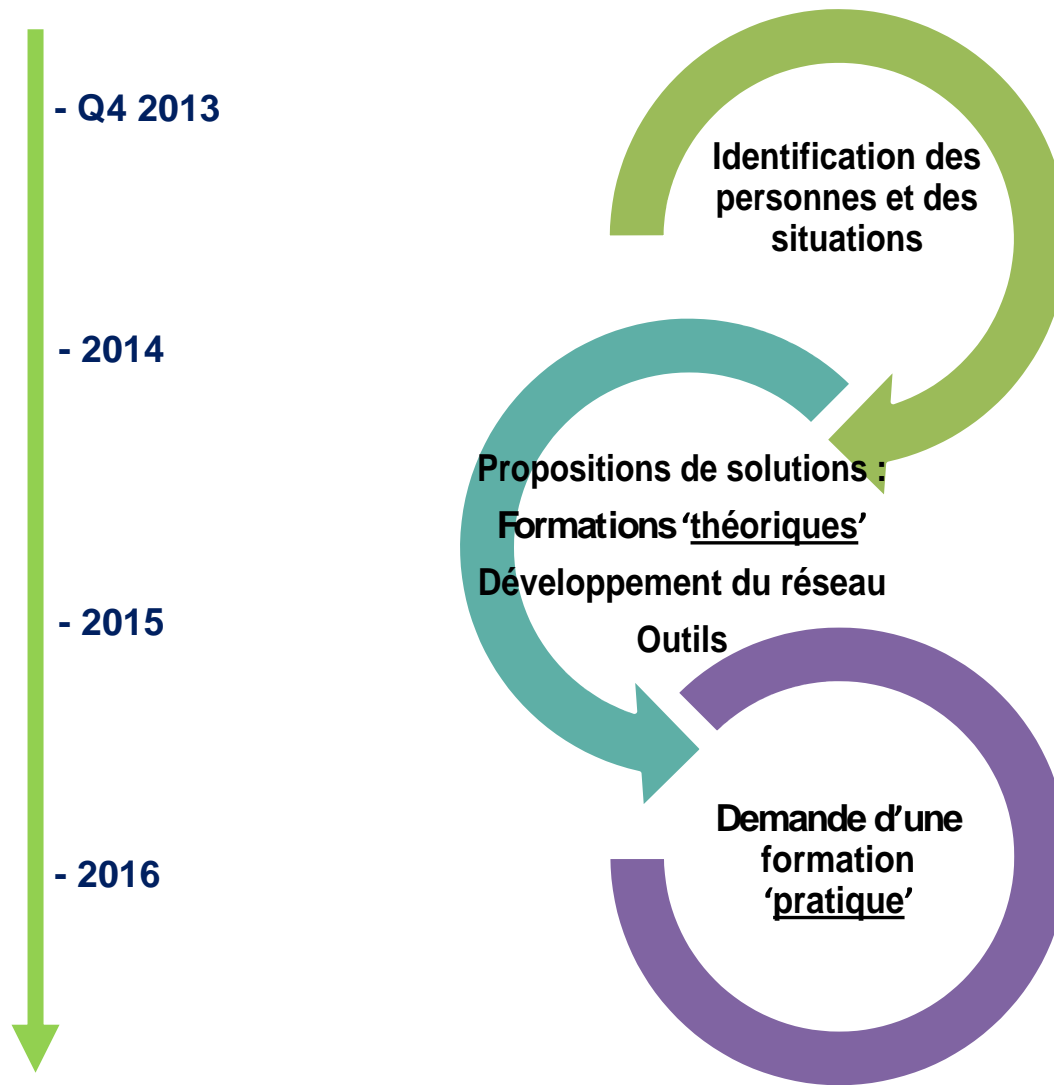 - Q4 2013
Identification des
personnes et des
situations
- 2014
Propositions de solutions :
Formations ‘théoriques’
Développement du réseau
- 2015
Outils
Demande d’une
formation
‘pratique’
- 2016